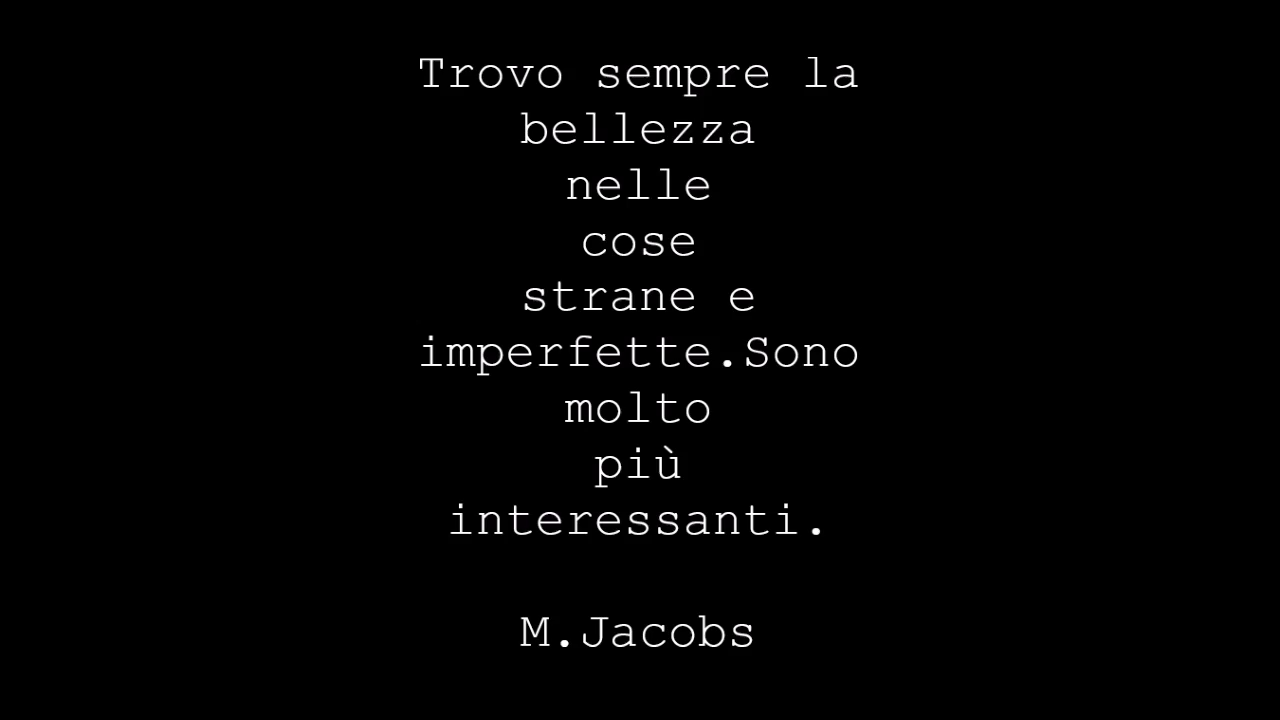 Trovo sempre la
bellezza
nelle
cose
strane e
imperfette.Sono
molto
più
interessanti.
M.Jacobs